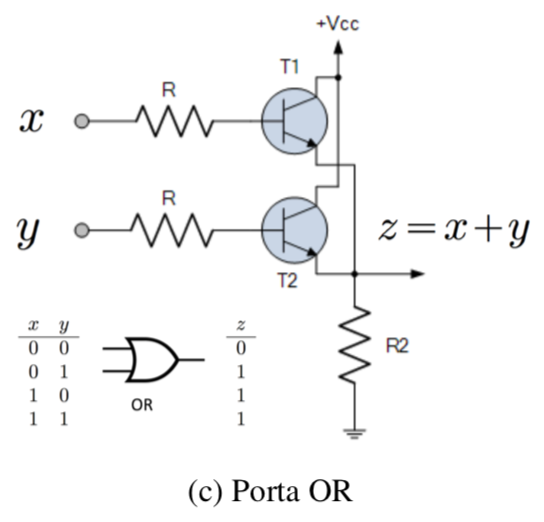 +Vcc
T1
R
x
R
y
z=x+y
T2
x y z
0 0 0
0 1 1
1 0 1
1 1 1
R2
OR
(c) Porta OR